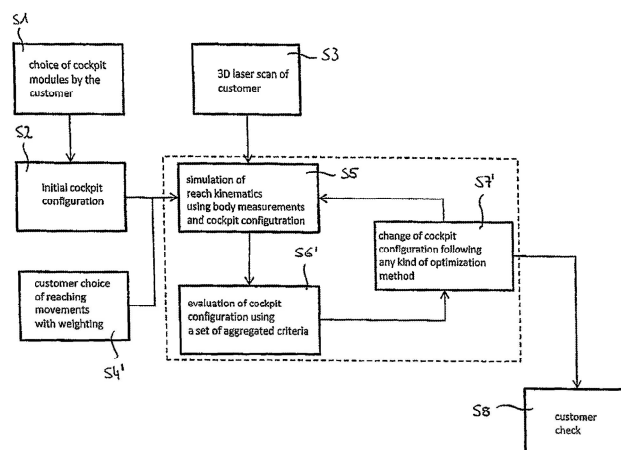 S1
choice of cockpit
modules by the
customer
S3
3D laser scan of
customer
S2
initial cockpit
configuration
S5
simulation of
reach kinematics
using body measurements
and cockpit configutration
S7'
change of cockpit
configuration following
any kind of optimization
method
S6'
evaluation of cockpit
configuration using
a set of aggregated criteria
customer choice
of reaching
movements
with weighting
S4'
S8
customer
check